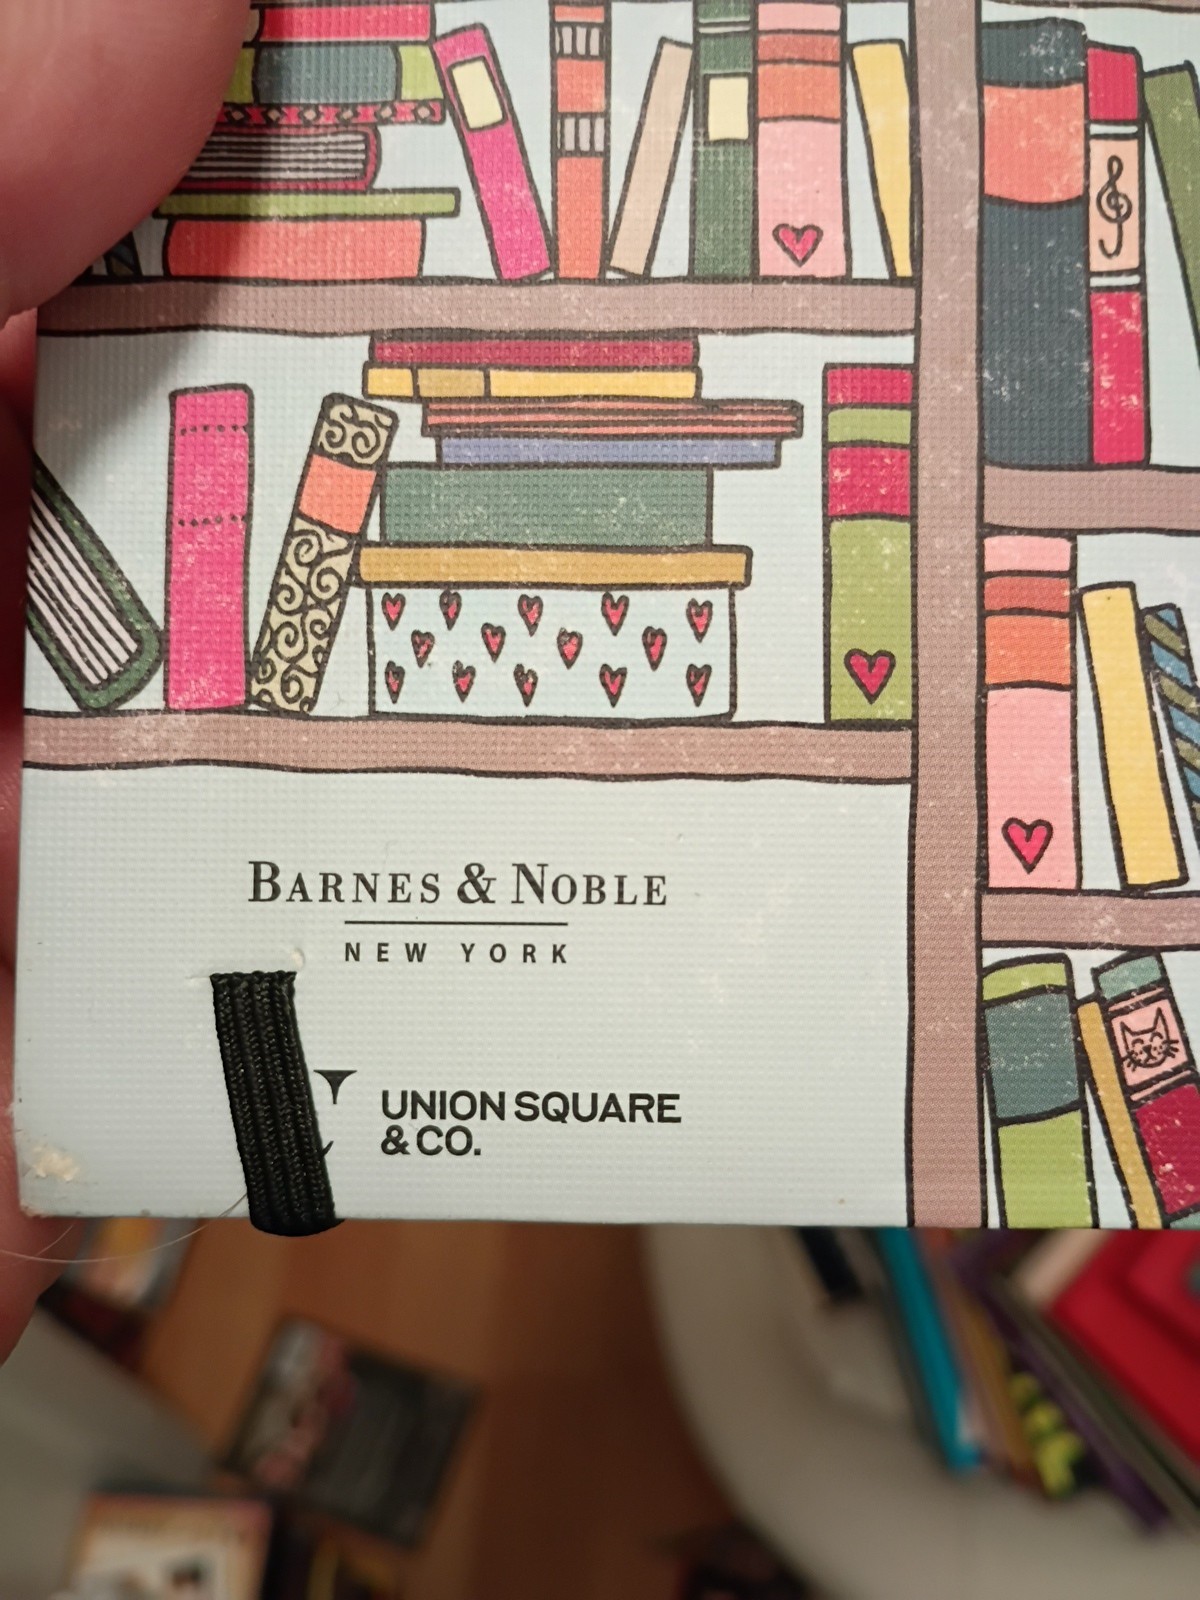 BARNES & NOBLE
NEW YORK
UNION SQUARE
& CO.